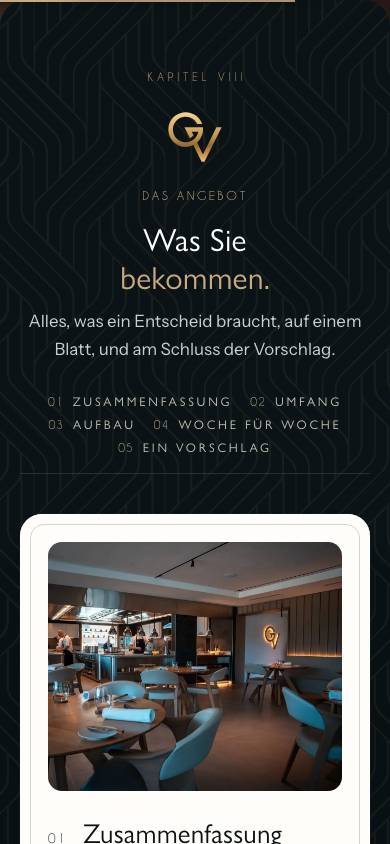 KAPITEL VIII
GV
DAS ANGEBOT
Was Sie
bekommen.
Alles, was ein Entscheid braucht, auf einem
Blatt, und am Schluss der Vorschlag.
01 ZUSAMMENFASSUNG 02 UMFANG
03 AUFBAU 04 WOCHE FÜR WOCHE
05 EIN VORSCHLAG
GV
01 Zusammenfassung